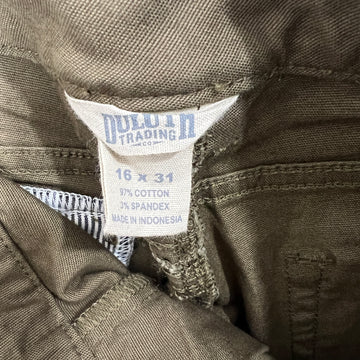 DULUTH
TRADING
CO
16 x 31
97% COTTON
3% SPANDEX
MADE IN INDONESIA